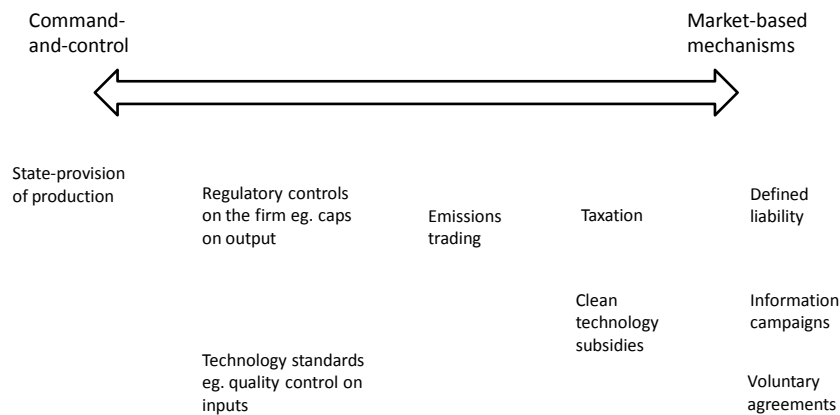 Command-
and-control
Market-based
mechanisms
State-provision
of production
Regulatory controls
on the firm eg. caps
on output
Emissions
trading
Taxation
Defined
liability
Clean
technology
subsidies
Information
campaigns
Technology standards
eg. quality control on
inputs
Voluntary
agreements